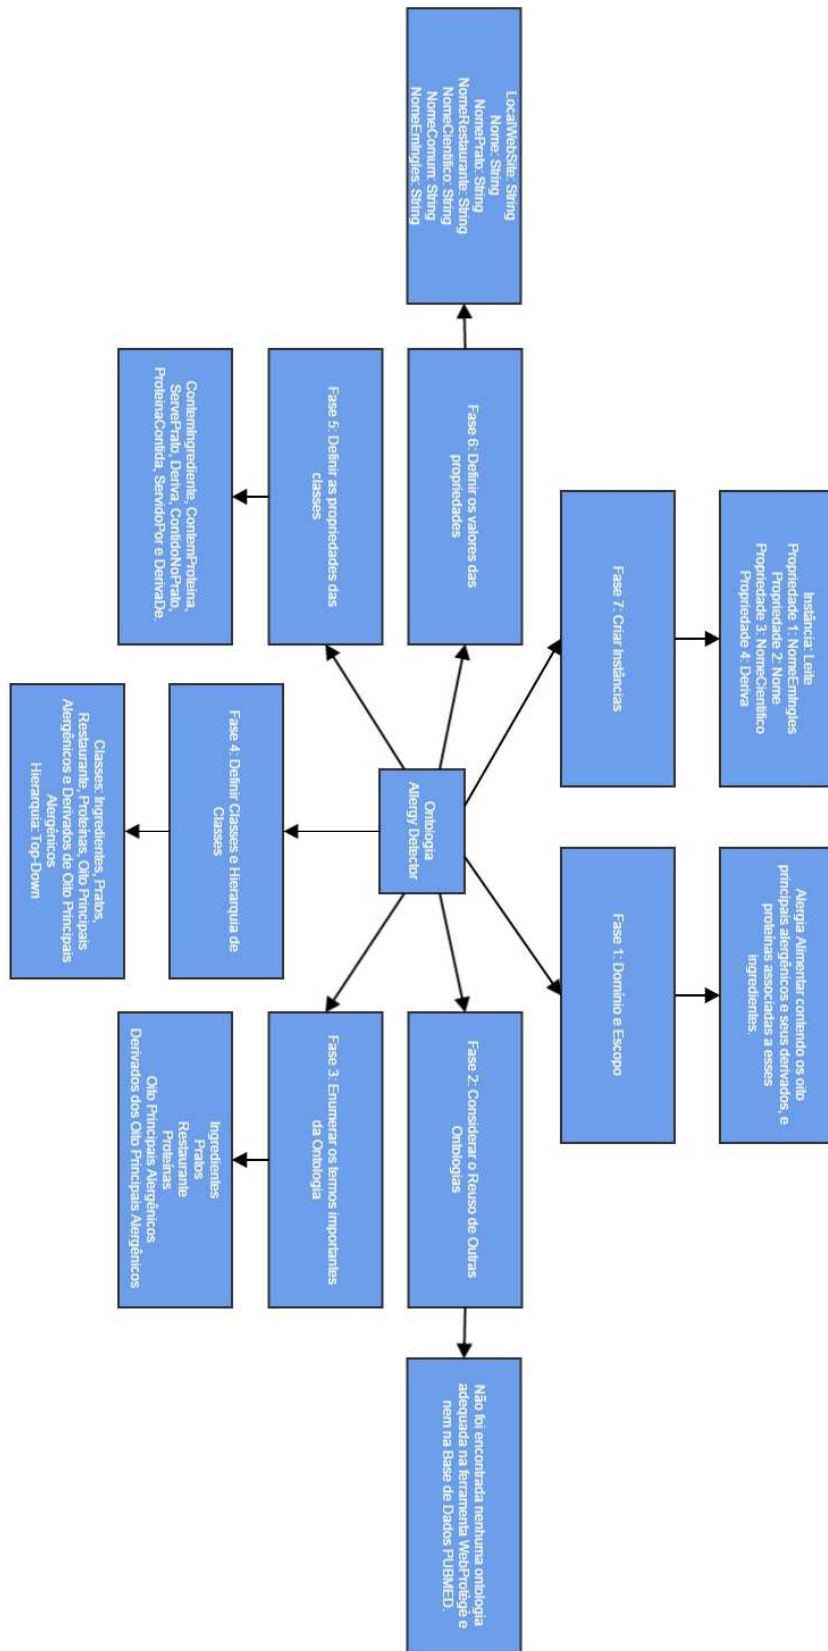 Ontologia
Allergy Detector
Fase 1: Domínio e Escopo
Alergia Alimentar contendo os oito
principais alergênicos e seus derivados, e
proteínas associadas a esses
ingredientes.
Fase 2: Considerar o Reuso de Outras
Ontologias
Não foi encontrada nenhuma ontologia
adequada na ferramenta WebProtègè e
nem na Base de Dados PUBMED.
Fase 3: Enumerar os termos importantes
da Ontologia
Ingredientes
Pratos
Restaurante
Proteínas
Oito Principais Alergênicos
Derivados dos Oito Principais Alergênicos
Fase 4: Definir Classes e Hierarquia de
Classes
Classes: Ingredientes, Pratos,
Restaurante, Proteínas, Oito Principais
Alergênicos e Derivados de Oito Principais
Alergênicos
Hierarquia: Top-Down
Fase 5: Definir as propriedades das
classes
ContemIngrediente, ContemProteina,
ServePrato, Deriva, ContidoNoPrato,
ProteinaContida, ServidoPor e DerivaDe.
Fase 6: Definir os valores das
propriedades
LocalWebSite: String
Nome: String
NomePrato: String
NomeRestaurante: String
NomeCientifico: String
NomeComum: String
NomeEmIngles: String
Fase 7: Criar Instâncias
Instância: Leite
Propriedade 1: NomeEmIngles
Propriedade 2: Nome
Propriedade 3: NomeCientifico
Propriedade 4: Deriva